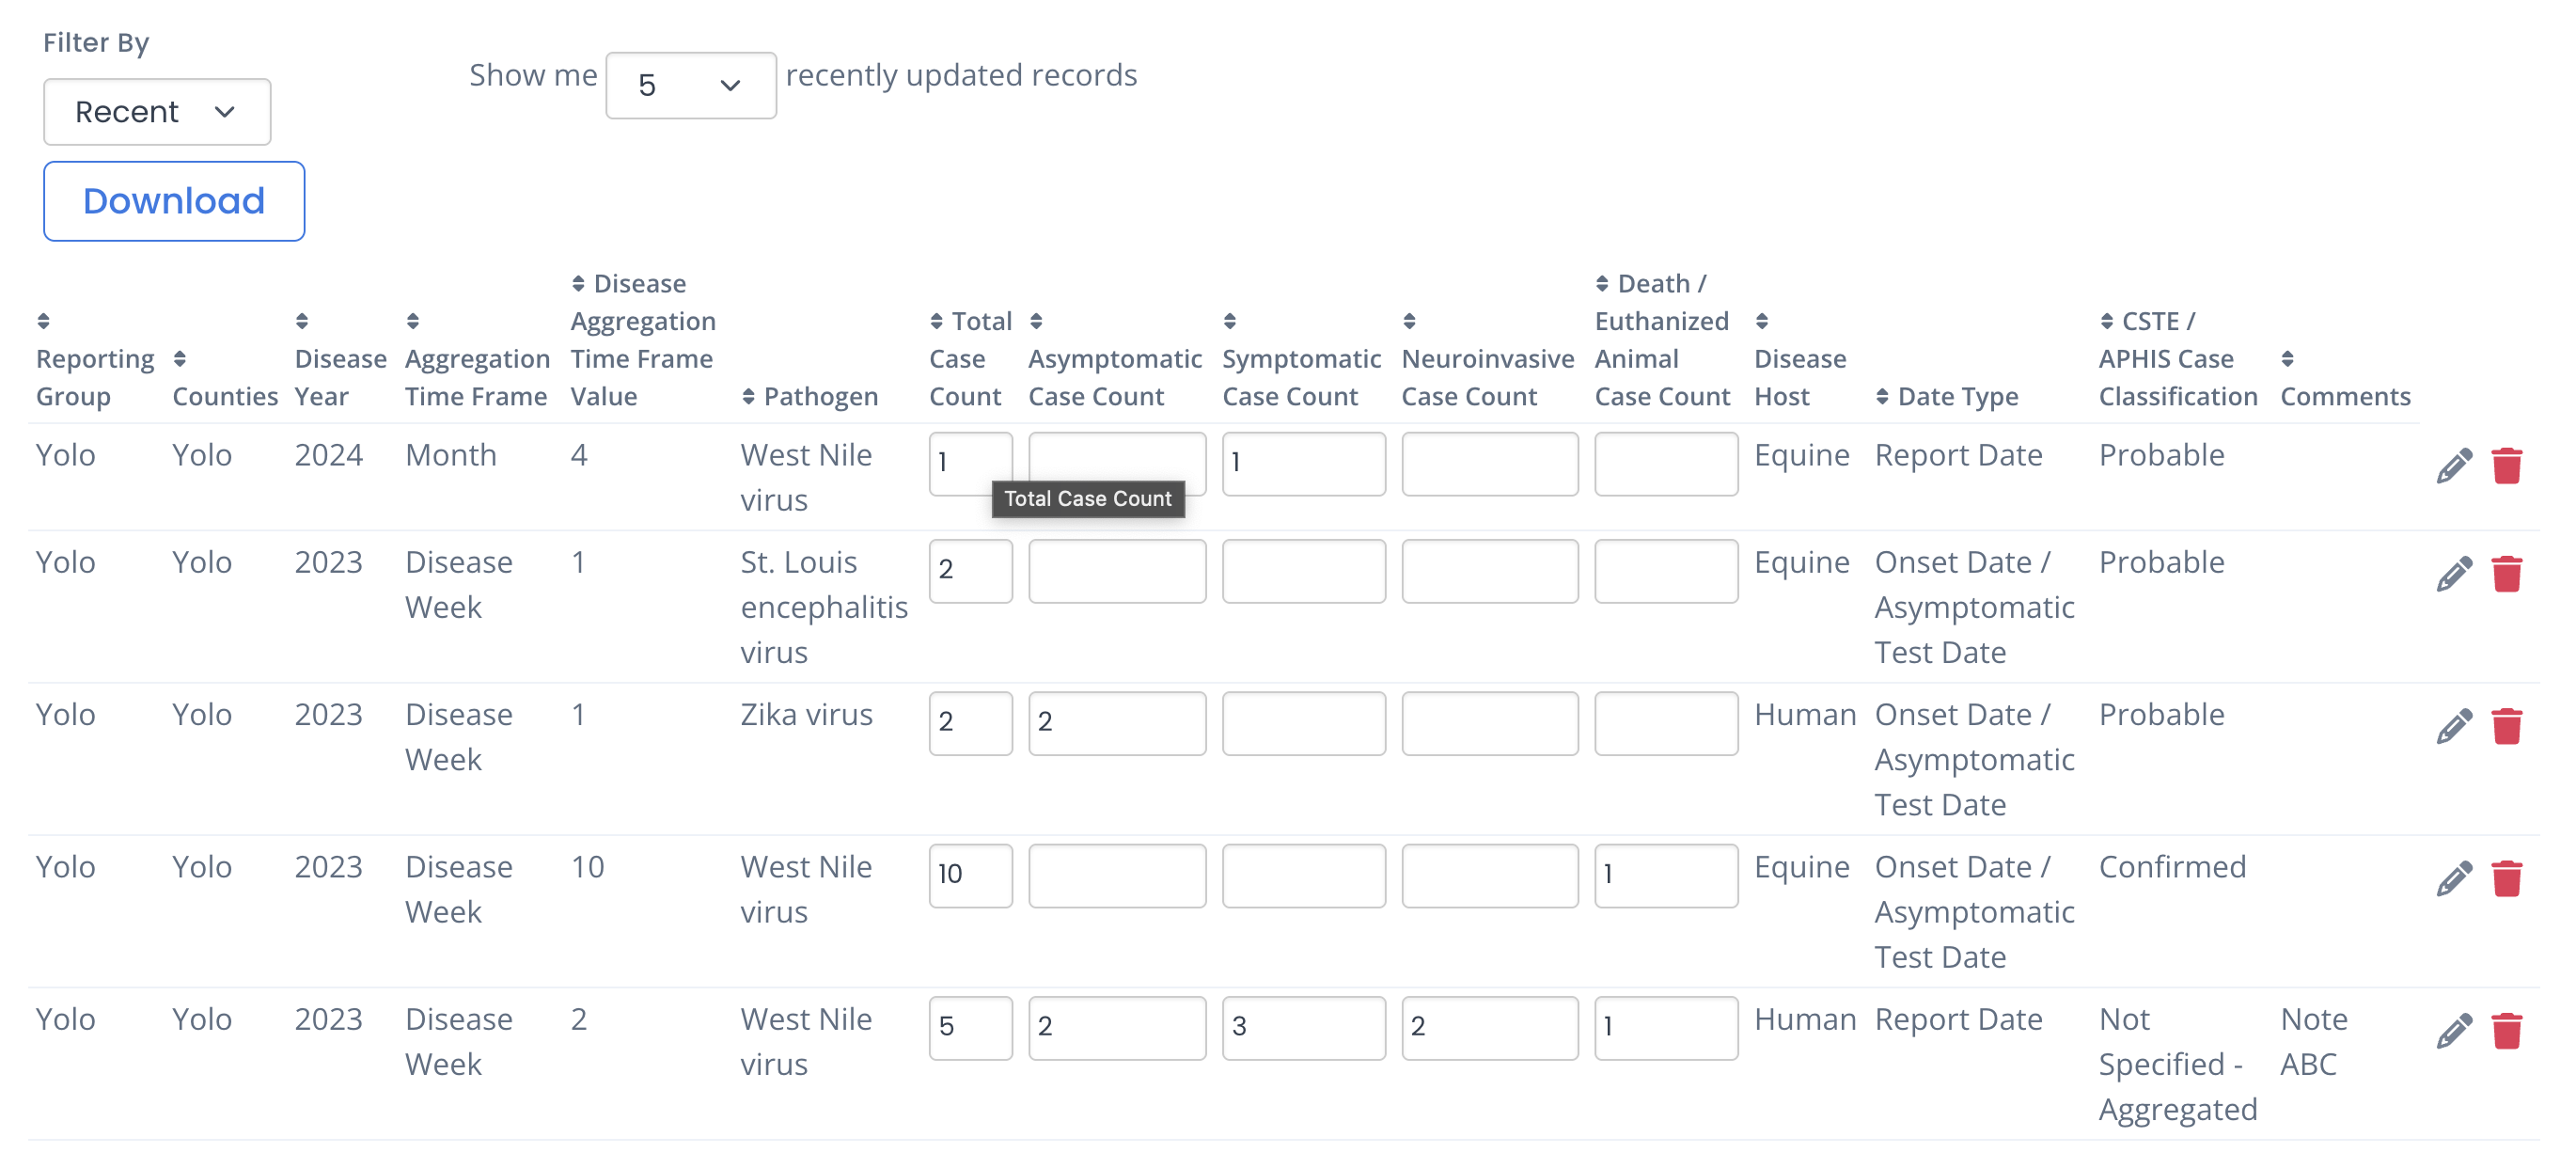 Filter By
Recent
Show me 5 recently updated records
Download
Reporting Group
Counties
Disease Year
Aggregation Time Frame
Disease Aggregation Time Frame Value
Pathogen
Total Case Count
Asymptomatic Case Count
Symptomatic Case Count
Neuroinvasive Case Count
Death / Euthanized Animal Case Count
Disease Host
Date Type
CSTE / APHIS Case Classification
Comments
Yolo Yolo 2024 Month 4 West Nile virus 1 1 Equine Report Date Probable
Total Case Count
Yolo Yolo 2023 Disease Week 1 St. Louis encephalitis virus 2 Equine Onset Date / Asymptomatic Test Date Probable
Yolo Yolo 2023 Disease Week 1 Zika virus 2 2 Human Onset Date / Asymptomatic Test Date Probable
Yolo Yolo 2023 Disease Week 10 West Nile virus 10 1 Equine Onset Date / Asymptomatic Test Date Confirmed
Yolo Yolo 2023 Disease Week 2 West Nile virus 5 2 3 2 1 Human Report Date Not Specified - Aggregated Note ABC